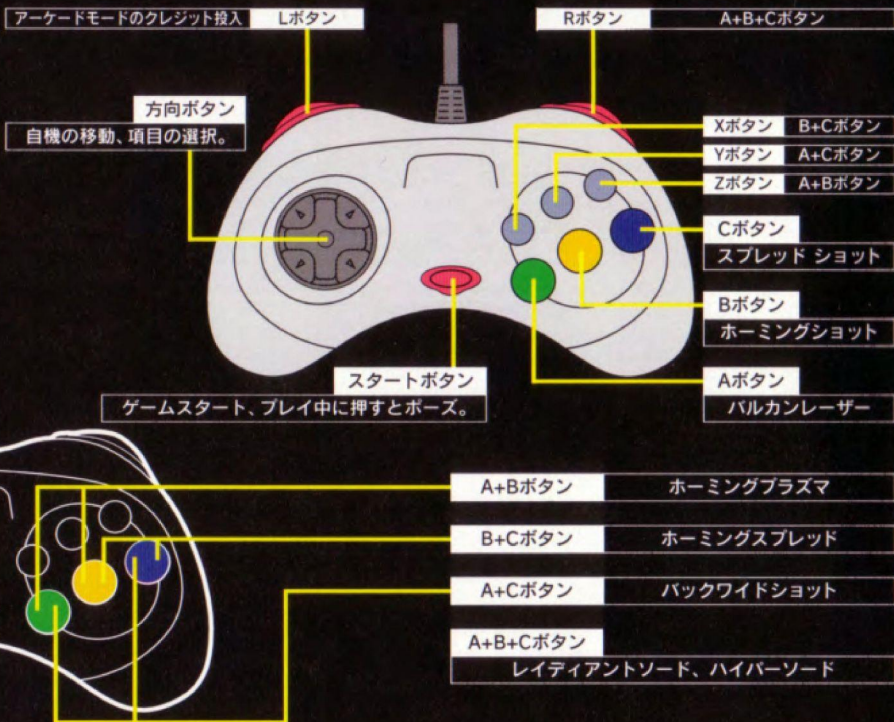 アーケードモードのクレジット投入 Lボタン
Rボタン A+B+Cボタン
方向ボタン
自機の移動、項目の選択。
Xボタン B+Cボタン
Yボタン A+Cボタン
Zボタン A+Bボタン
Cボタン
スプレッド ショット
Bボタン
ホーミングショット
Aボタン
バルカンレーザー
スタートボタン
ゲームスタート、プレイ中に押すとポーズ。
A+Bボタン ホーミングプラズマ
B+Cボタン ホーミングスプレッド
A+Cボタン バックワイドショット
A+B+Cボタン
レイディアントソード、ハイパーソード